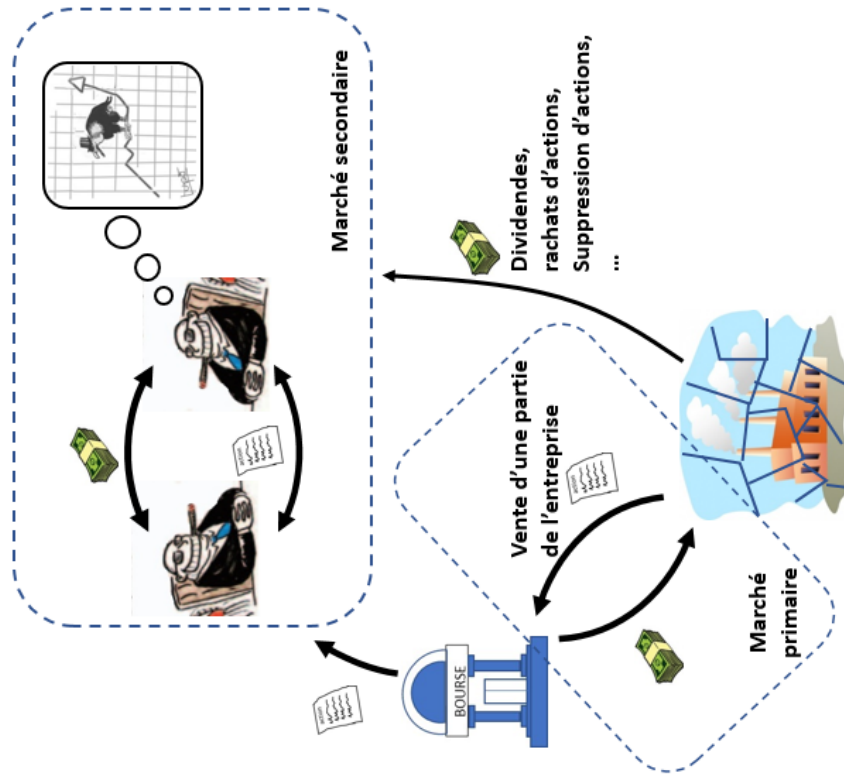 Marché secondaire
Dividendes,
rachats d'actions,
Suppression d'actions,
...
Vente d'une partie
de l'entreprise
BOURSE
Marché
primaire